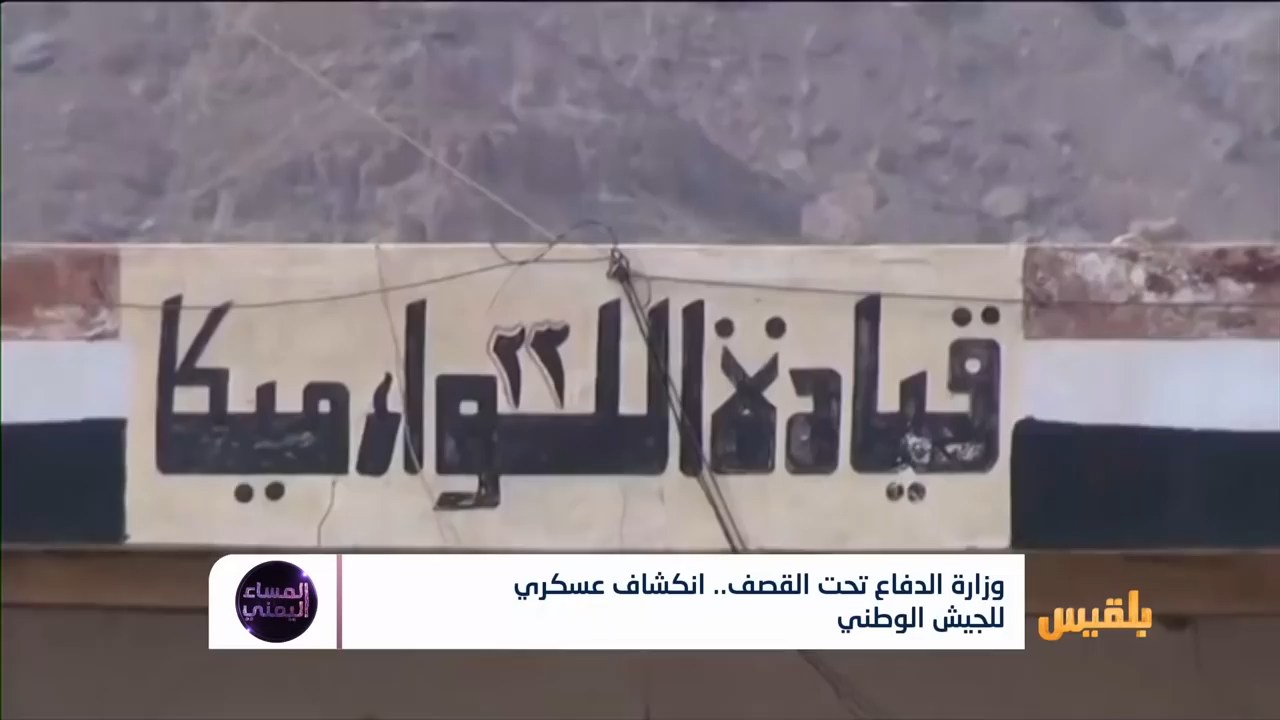 قيادة اللواء ٢٢ ميكا
وزارة الدفاع تحت القصف.. انكشاف عسكري
للجيش الوطني
المساء
اليمني
بلقيس